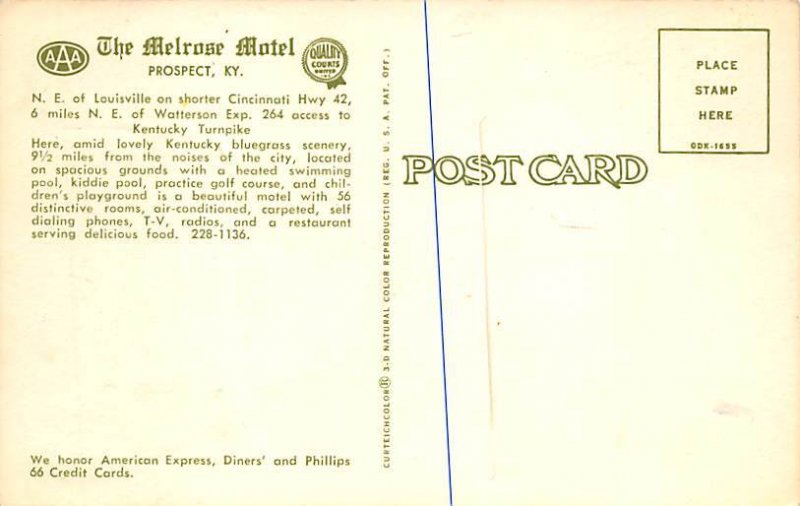 AAA
The Melrose Motel
PROSPECT, KY.
QUALITY
COURTS
UNITED
INC
N. E. of Louisville on shorter Cincinnati Hwy 42,
6 miles N. E. of Watterson Exp. 264 access to
Kentucky Turnpike
Here, amid lovely Kentucky bluegrass scenery,
9½ miles from the noises of the city, located
on spacious grounds with a heated swimming
pool, kiddie pool, practice golf course, and chil-
dren's playground is a beautiful motel with 56
distinctive rooms, air-conditioned, carpeted, self
dialing phones, T-V, radios, and a restaurant
serving delicious food. 228-1136.
We honor American Express, Diners' and Phillips
66 Credit Cards.
CURTEICHCOLOR® 3-D NATURAL COLOR REPRODUCTION (REG. U. S. A. PAT. OFF.)
POST CARD
PLACE
STAMP
HERE
ODK-1655